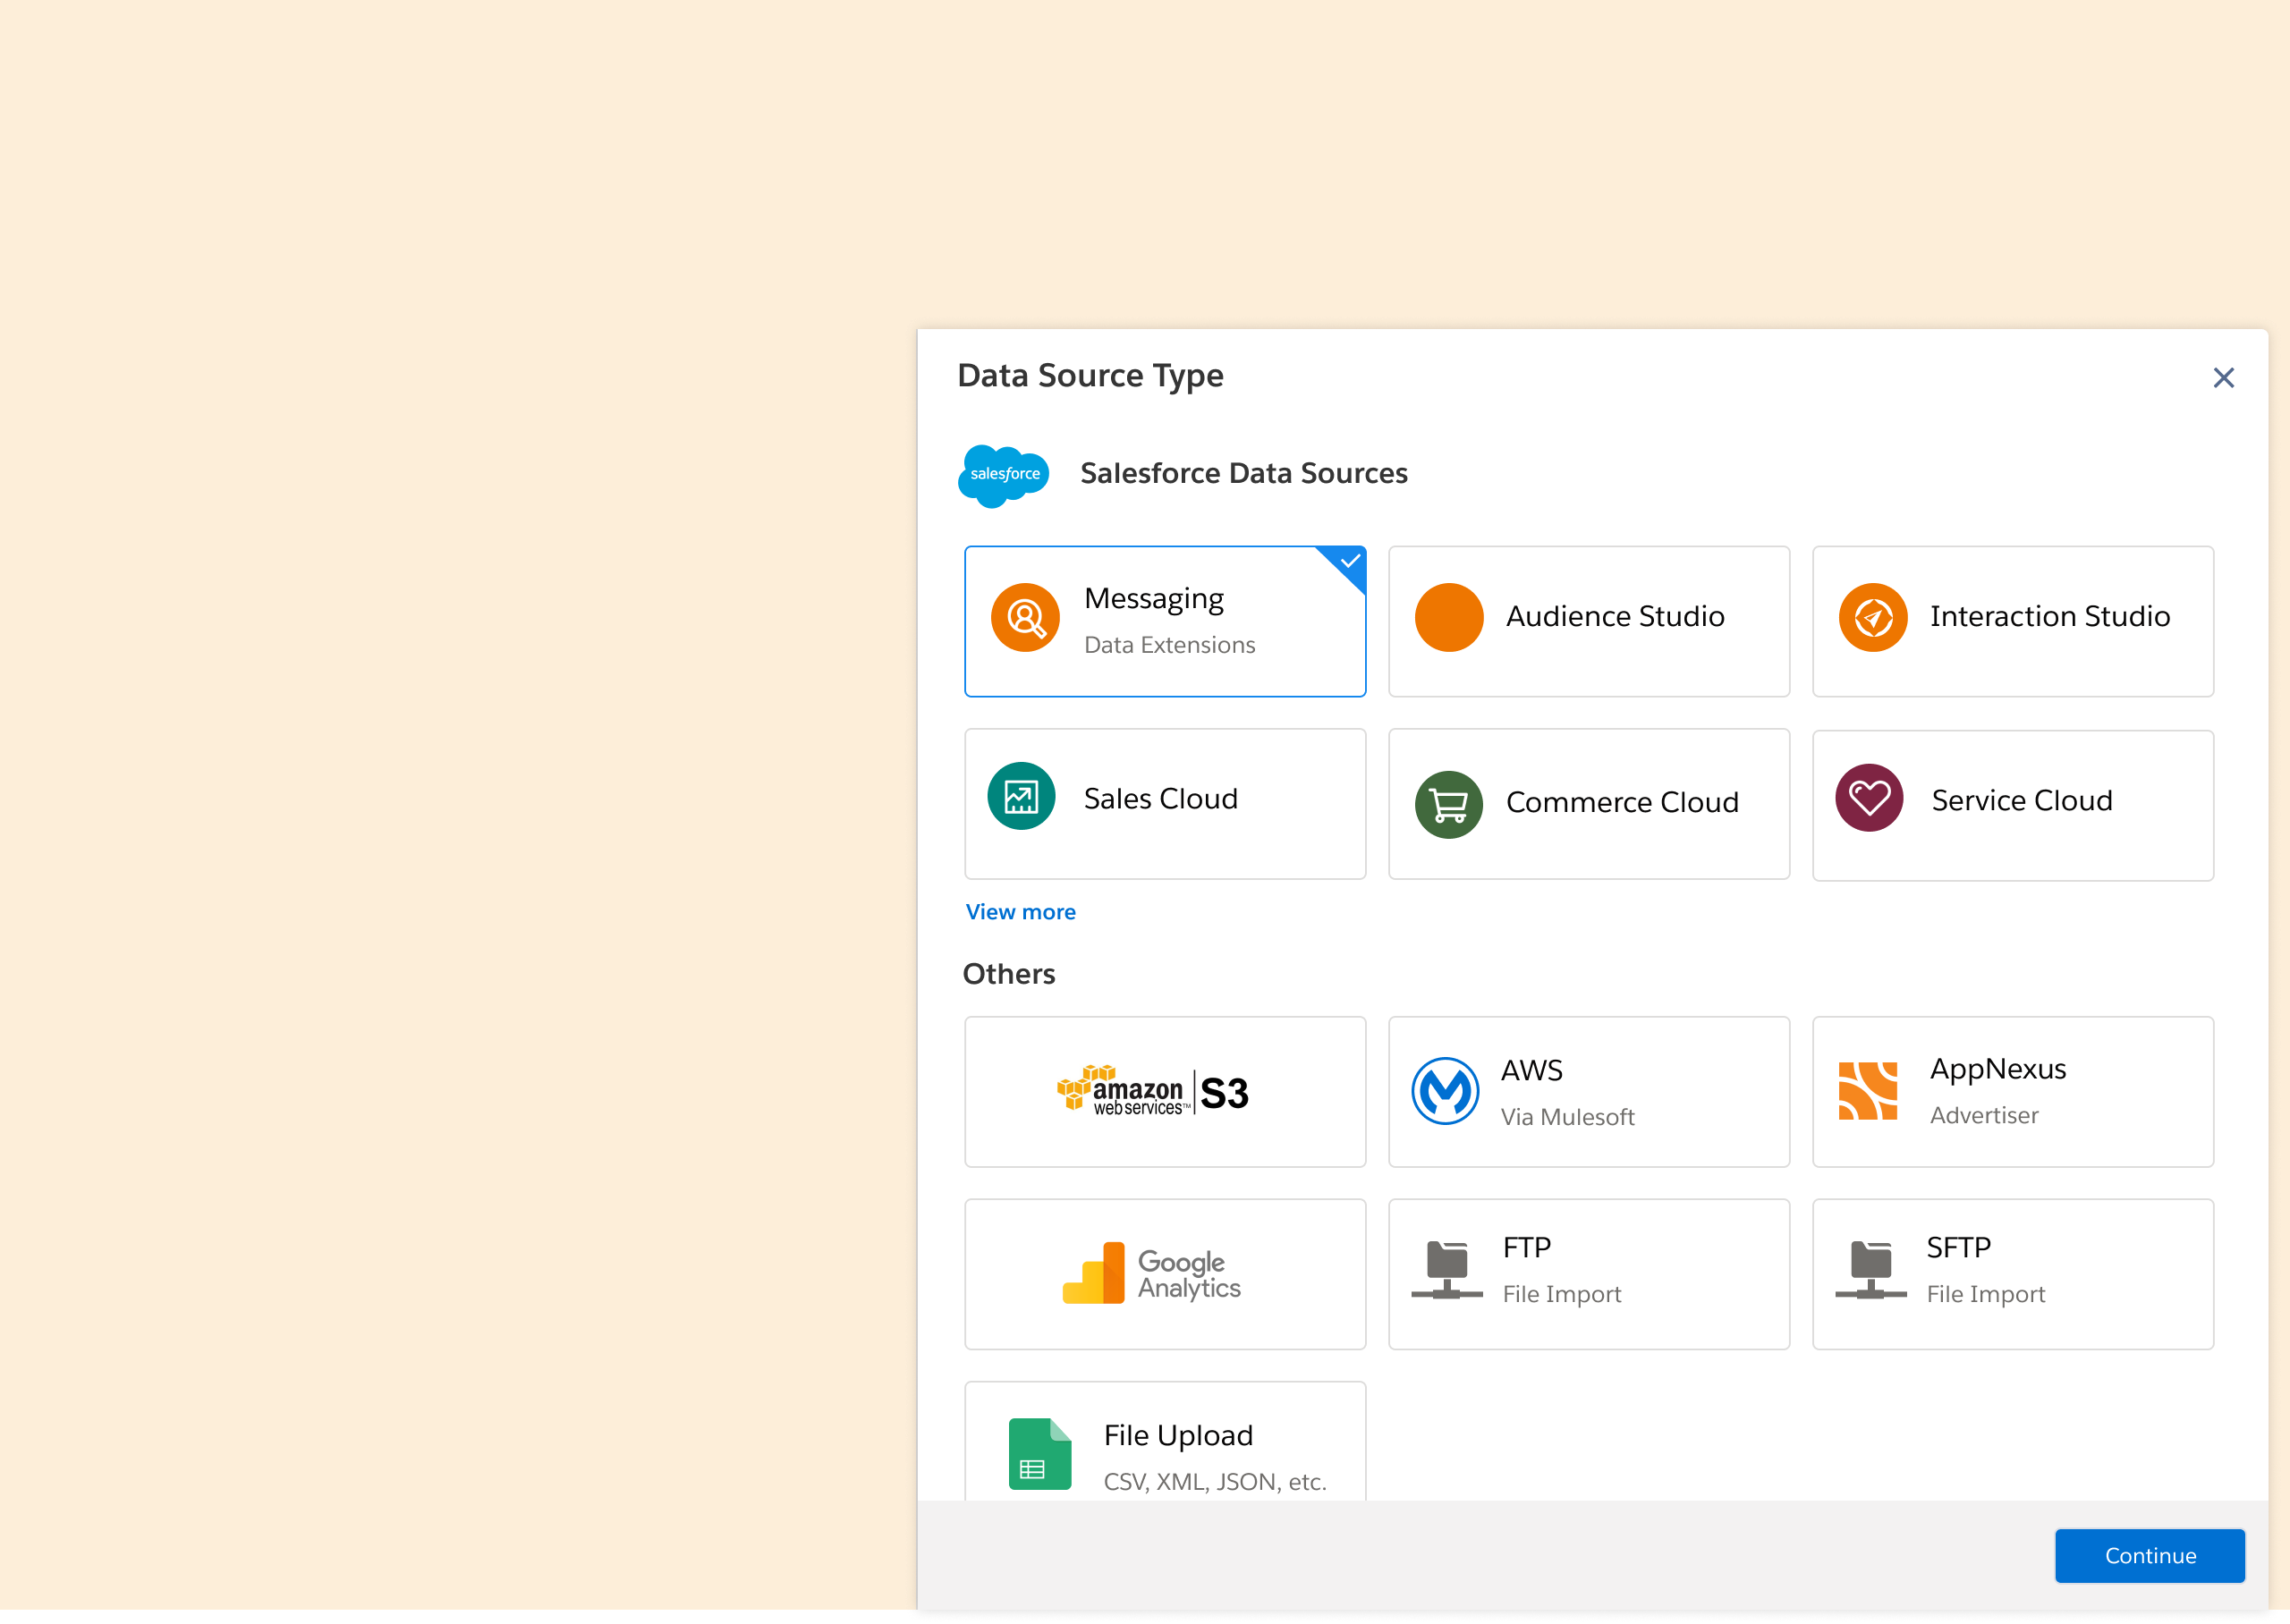 Data Source Type
salesforce
Salesforce Data Sources
Messaging
Data Extensions
Audience Studio
Interaction Studio
Sales Cloud
Commerce Cloud
Service Cloud
View more
Others
amazon
web services™
S3
AWS
Via Mulesoft
AppNexus
Advertiser
Google
Analytics
FTP
File Import
SFTP
File Import
File Upload
CSV, XML, JSON, etc.
Continue